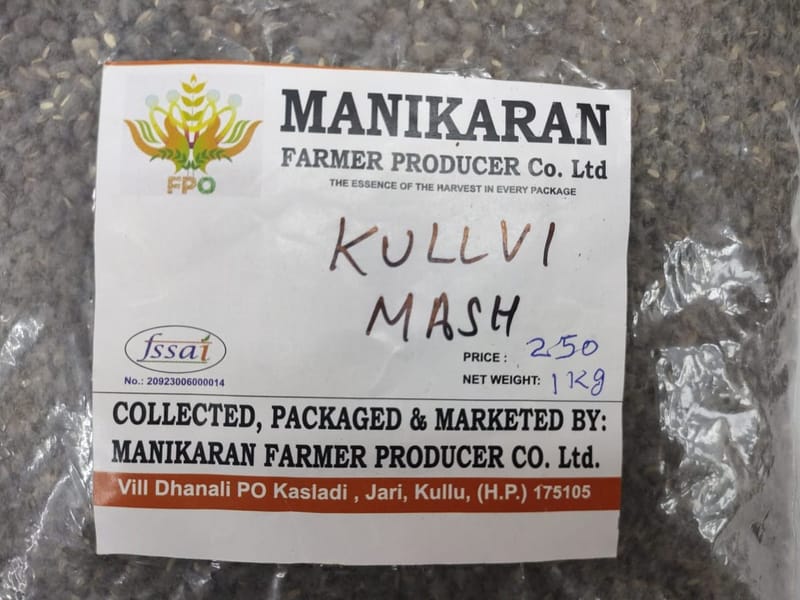 MANIKARAN
FARMER PRODUCER Co. Ltd
THE ESSENCE OF THE HARVEST IN EVERY PACKAGE
FPO
KULLVI
MASH
PRICE : 250
NET WEIGHT: 1 Kg
fssai
No.: 20923006000014
COLLECTED, PACKAGED & MARKETED BY:
MANIKARAN FARMER PRODUCER CO. Ltd.
Vill Dhanali PO Kasladi , Jari, Kullu, (H.P.) 175105